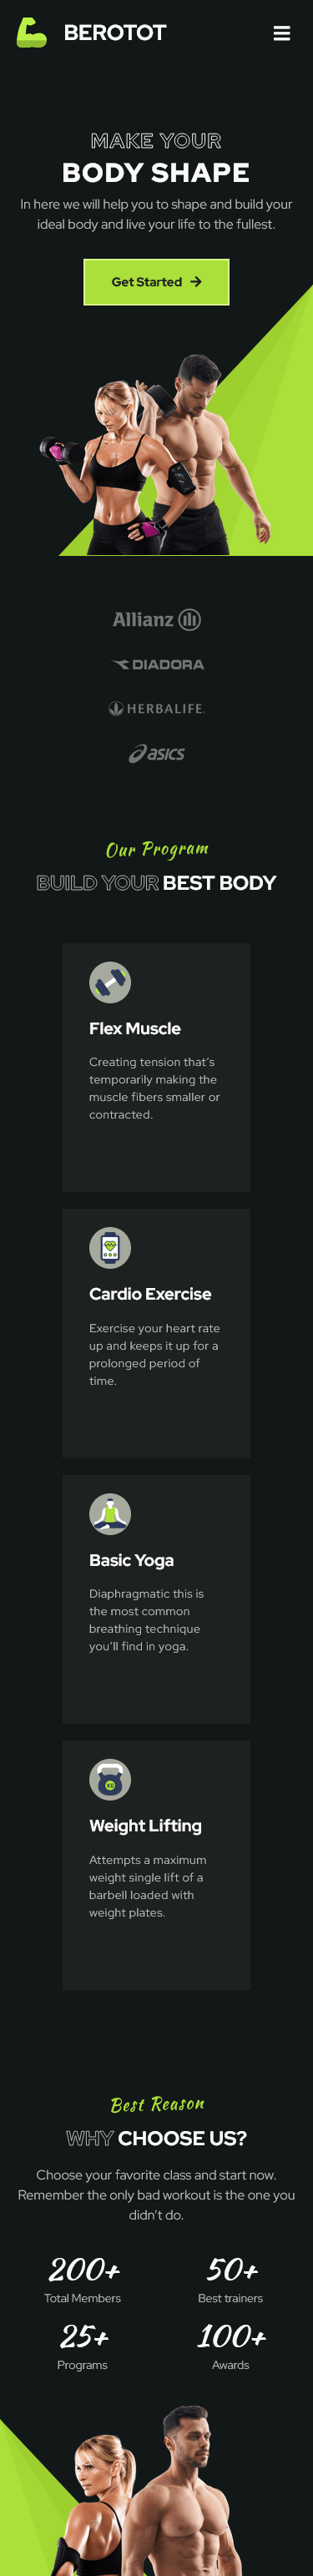 BEROTOT
MAKE YOUR
BODY SHAPE
In here we will help you to shape and build your
ideal body and live your life to the fullest.
Get Started
Allianz
DIADORA
HERBALIFE.
asics
Our Program
BUILD YOUR BEST BODY
Flex Muscle
Creating tension that's
temporarily making the
muscle fibers smaller or
contracted.
Cardio Exercise
Exercise your heart rate
up and keeps it up for a
prolonged period of
time.
Basic Yoga
Diaphragmatic this is
the most common
breathing technique
you'll find in yoga.
KG
Weight Lifting
Attempts a maximum
weight single lift of a
barbell loaded with
weight plates.
Best Reason
WHY CHOOSE US?
Choose your favorite class and start now.
Remember the only bad workout is the one you
didn't do.
200+ 50+
Total Members Best trainers
25+ 100+
Programs Awards